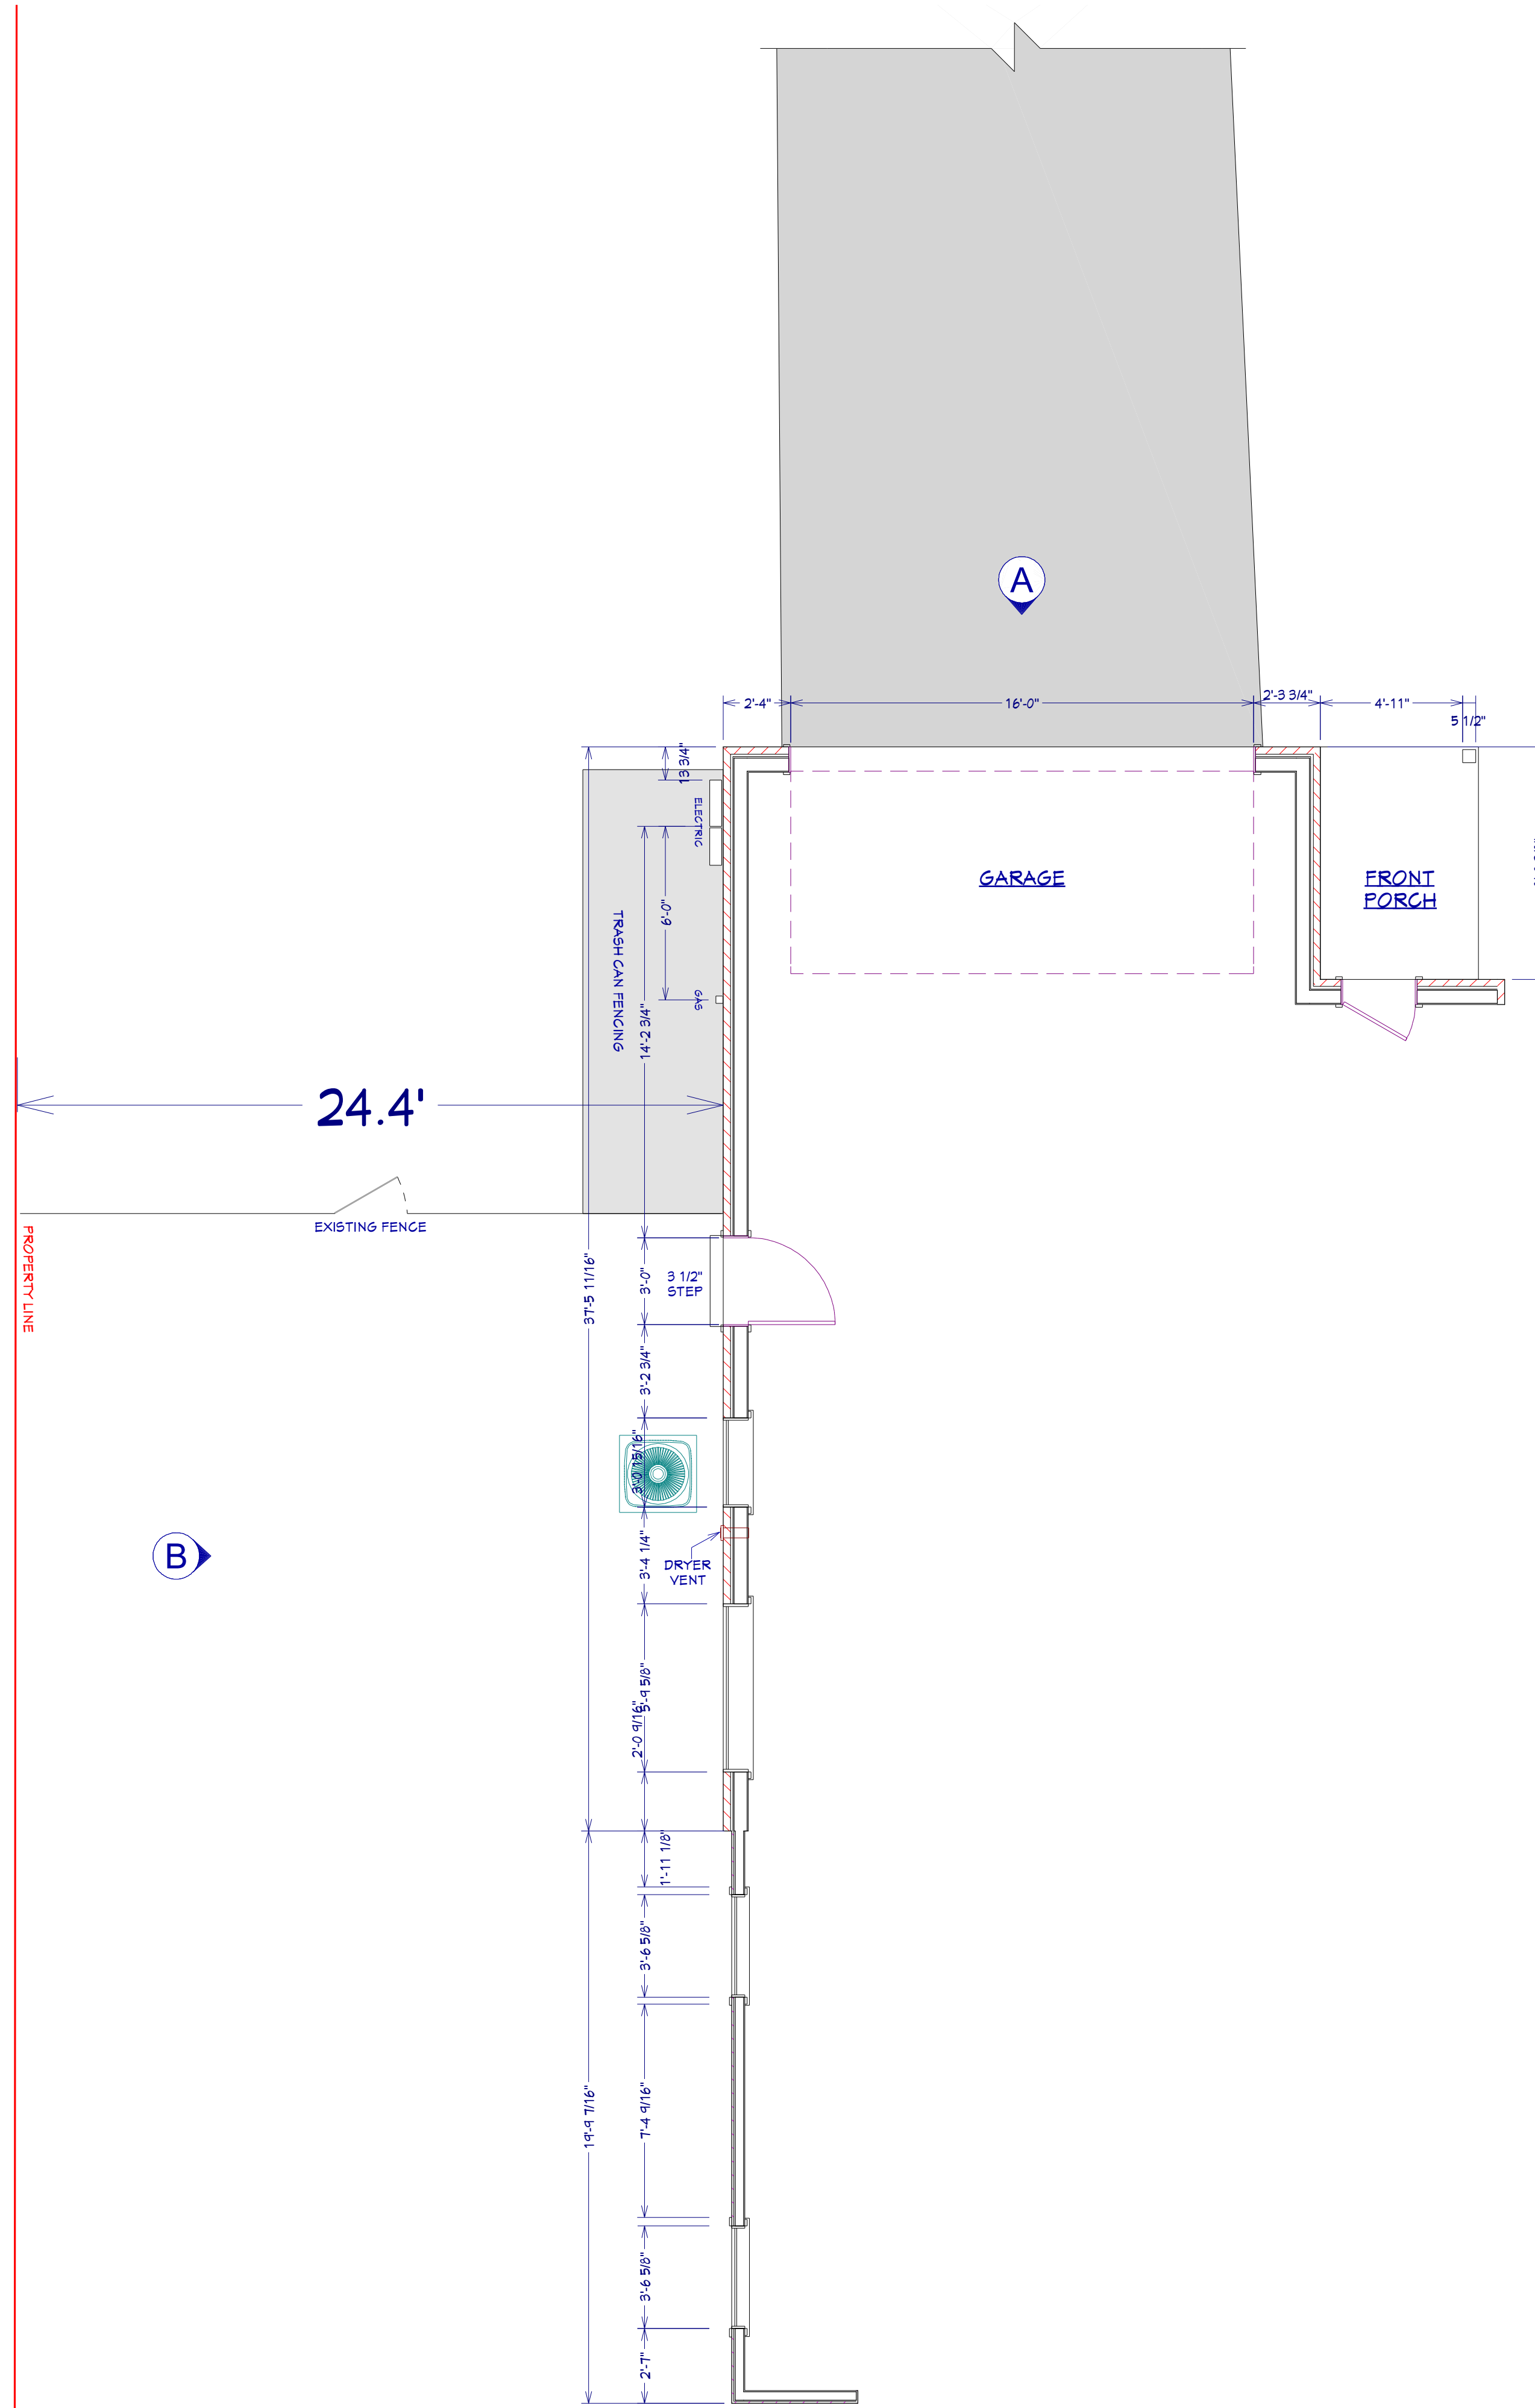 A
2'-4"
16'-0"
2'-3 3/4"
4'-11"
5 1/2"
13 3/4"
ELECTRIC
GARAGE
FRONT
PORCH
6'-0"
TRASH CAN FENCING
GAS
14'-2 3/4"
24.4'
EXISTING FENCE
PROPERTY LINE
37'-5 11/16"
3'-0"
3 1/2"
STEP
3'-2 3/4"
3'-0 15/16"
B
3'-4 1/4"
DRYER
VENT
5'-9 5/8"
2'-0 9/16"
1'-11 1/8"
3'-6 5/8"
19'-9 7/16"
7'-4 9/16"
3'-6 5/8"
2'-7"